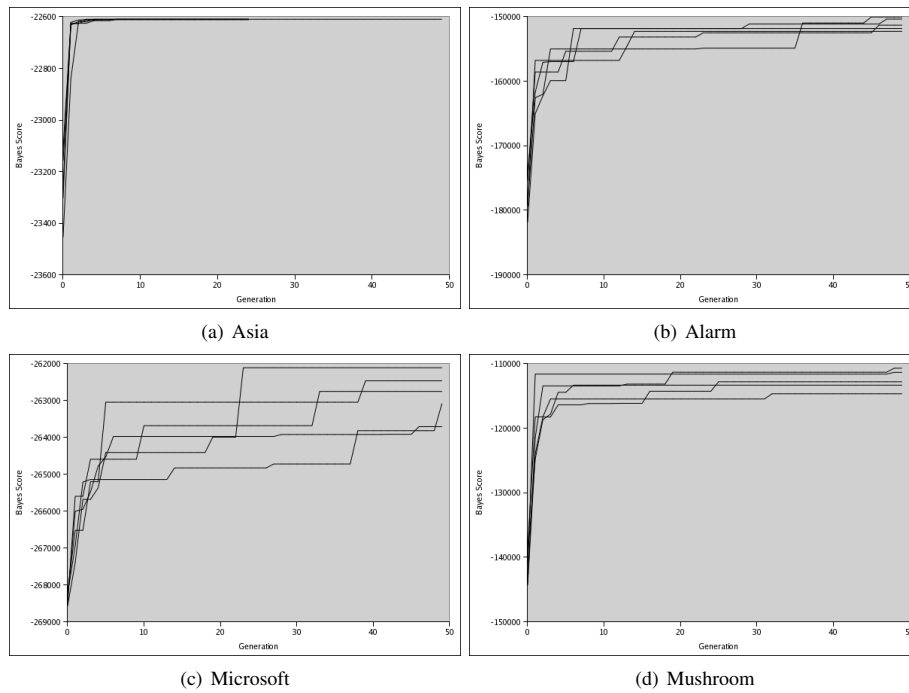 -22600
-22800
-23000
-23200
-23400
-23600
Bayes Score
0 10 20 30 40 50
Generation
(a) Asia
-150000
-160000
-170000
-180000
-190000
Bayes Score
0 10 20 30 40 50
Generation
(b) Alarm
-262000
-263000
-264000
-265000
-266000
-267000
-268000
-269000
Bayes Score
0 10 20 30 40 50
Generation
(c) Microsoft
-110000
-120000
-130000
-140000
-150000
Bayes Score
0 10 20 30 40 50
Generation
(d) Mushroom